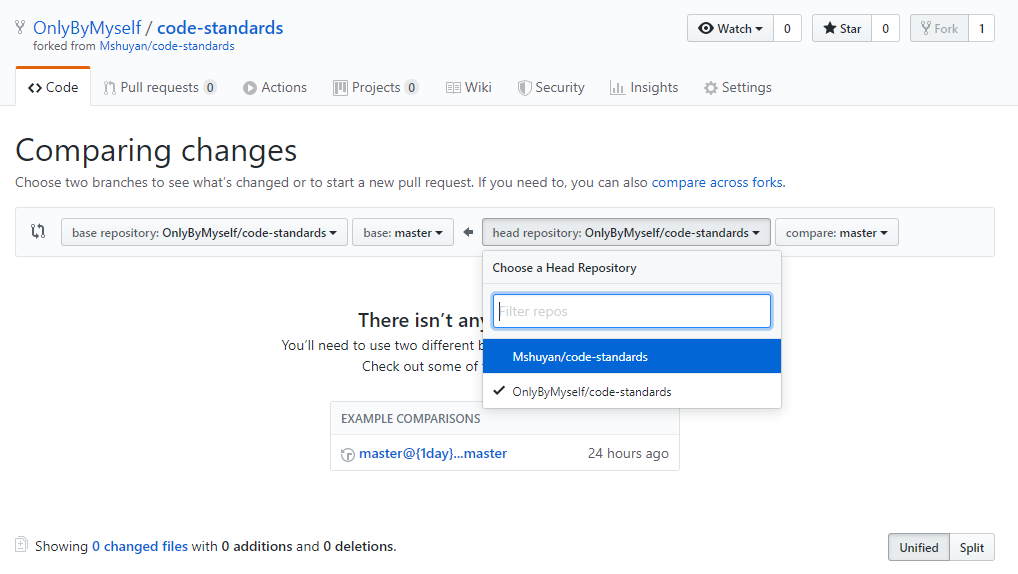 OnlyByMyself / code-standards
Watch 0 Star 0 Fork 1
forked from Mshuyan/code-standards
Code Pull requests 0 Actions Projects 0 Wiki Security Insights Settings
Comparing changes
Choose two branches to see what's changed or to start a new pull request. If you need to, you can also compare across forks.
base repository: OnlyByMyself/code-standards base: master head repository: OnlyByMyself/code-standards compare: master
Choose a Head Repository
Filter repos
Mshuyan/code-standards
OnlyByMyself/code-standards
There isn't any
You'll need to use two different
Check out some of
EXAMPLE COMPARISONS
master@{1day}...master 24 hours ago
Showing 0 changed files with 0 additions and 0 deletions.
Unified Split